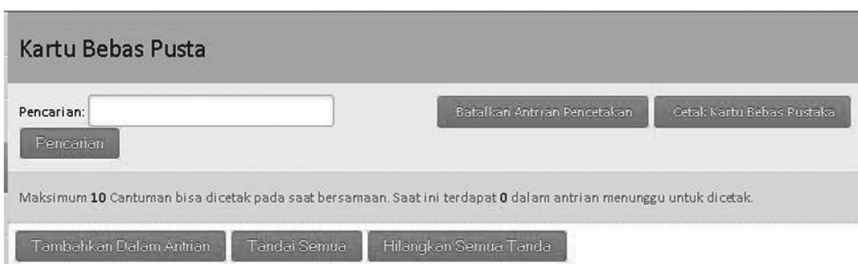 Kartu Bebas Pusta
Pencarian: Batalkan Antrian Pencetakan Cetak Kartu Bebas Pustaka
Pencarian
Maksimum 10 Cantuman bisa dicetak pada saat bersamaan. Saat ini terdapat 0 dalam antrian menunggu untuk dicetak.
Tambahkan Dalam Antrian Tandai Semua Hilangkan Semua Tanda